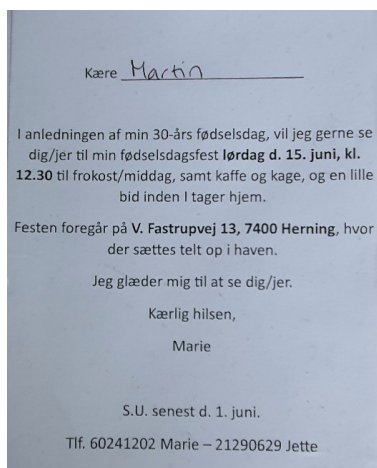 Kære Martin
I anledningen af min 30-års fødselsdag, vil jeg gerne se
dig/jer til min fødselsdagsfest lørdag d. 15. juni, kl.
12.30 til frokost/middag, samt kaffe og kage, og en lille
bid inden I tager hjem.
Festen foregår på V. Fastrupvej 13, 7400 Herning, hvor
der sættes telt op i haven.
Jeg glæder mig til at se dig/jer.
Kærlig hilsen,
Marie
S.U. senest d. 1. juni.
Tlf. 60241202 Marie – 21290629 Jette